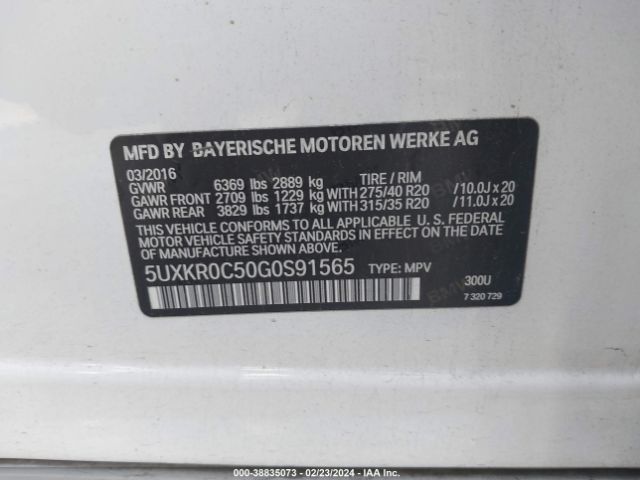 MFD BY BAYERISCHE MOTOREN WERKE AG
03/2016
GVWR 6369 lbs 2889 kg TIRE / RIM
GAWR FRONT 2709 lbs 1229 kg WITH 275/40 R20 /10.0J x 20
GAWR REAR 3829 lbs 1737 kg WITH 315/35 R20 /11.0J x 20
THIS VEHICLE CONFORMS TO ALL APPLICABLE U. S. FEDERAL
MOTOR VEHICLE SAFETY STANDARDS IN EFFECT ON THE DATE
OF MANUFACTURE SHOWN ABOVE.
5UXKR0C50G0S91565 TYPE: MPV
300U
7 320 729
BMW
000-38835073 - 02/23/2024 - IAA Inc.